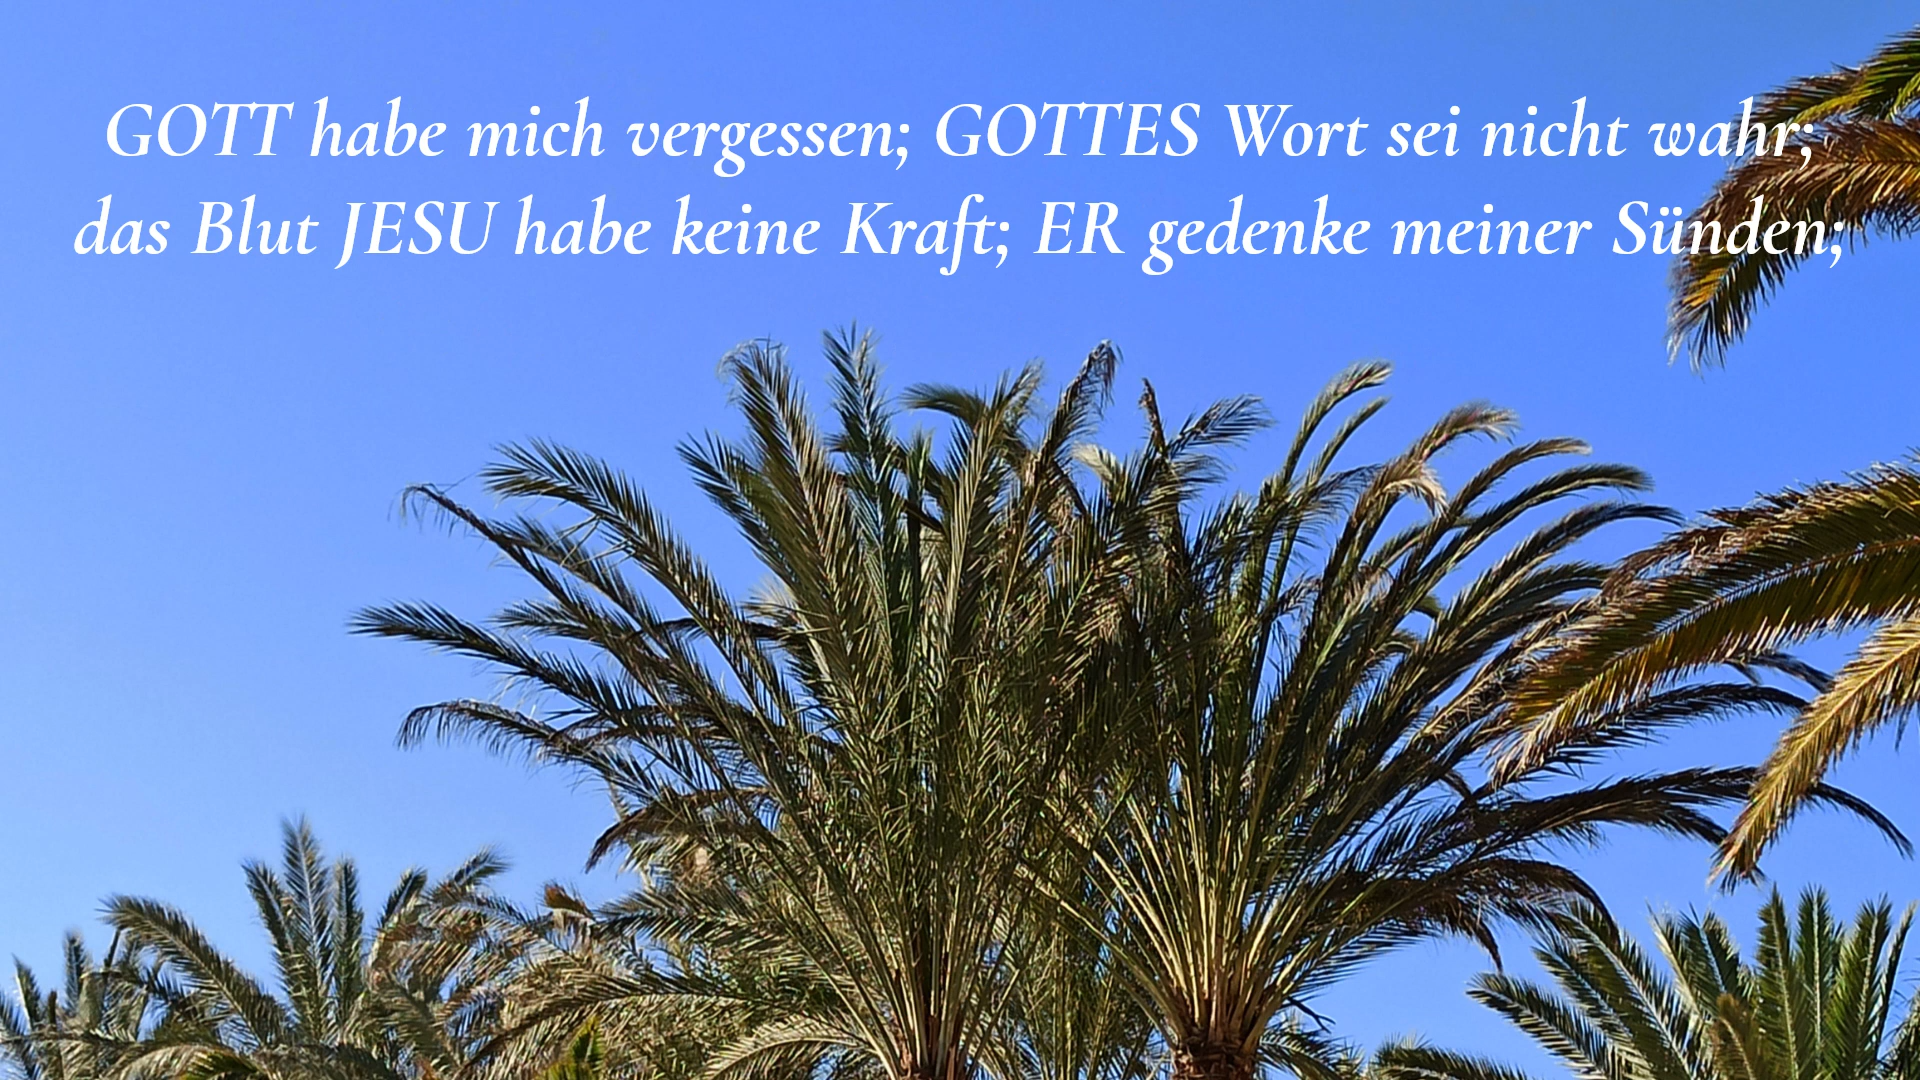 GOTT habe mich vergessen; GOTTES Wort sei nicht wahr;
das Blut JESU habe keine Kraft; ER gedenke meiner Sünden;